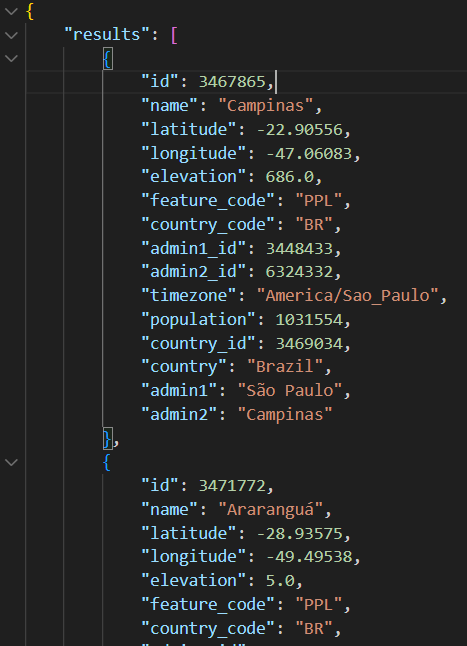 {
"results": [
{
"id": 3467865,
"name": "Campinas",
"latitude": -22.90556,
"longitude": -47.06083,
"elevation": 686.0,
"feature_code": "PPL",
"country_code": "BR",
"admin1_id": 3448433,
"admin2_id": 6324332,
"timezone": "America/Sao_Paulo",
"population": 1031554,
"country_id": 3469034,
"country": "Brazil",
"admin1": "São Paulo",
"admin2": "Campinas"
},
{
"id": 3471772,
"name": "Araranguá",
"latitude": -28.93575,
"longitude": -49.49538,
"elevation": 5.0,
"feature_code": "PPL",
"country_code": "BR",